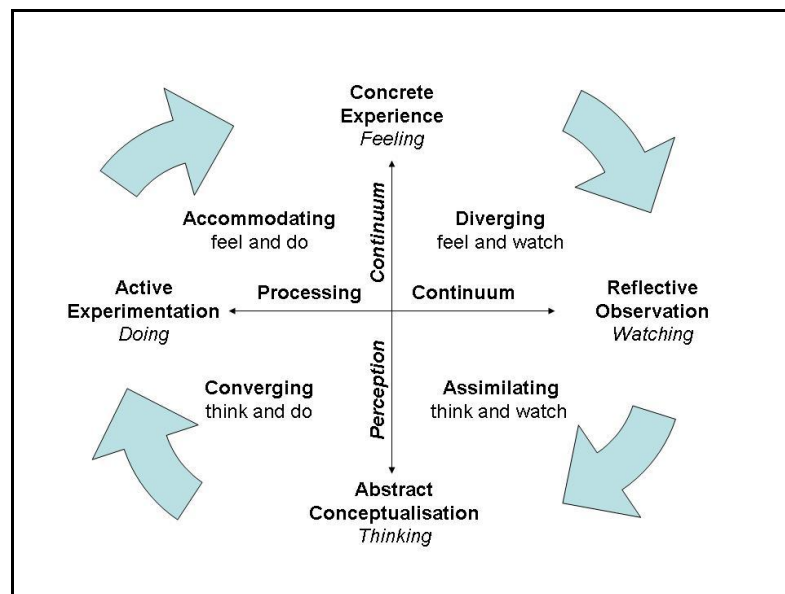 Concrete
Experience
Feeling
Accommodating
feel and do
Continuum
Diverging
feel and watch
Active
Experimentation
Doing
Processing
Continuum
Reflective
Observation
Watching
Converging
think and do
Perception
Assimilating
think and watch
Abstract
Conceptualisation
Thinking